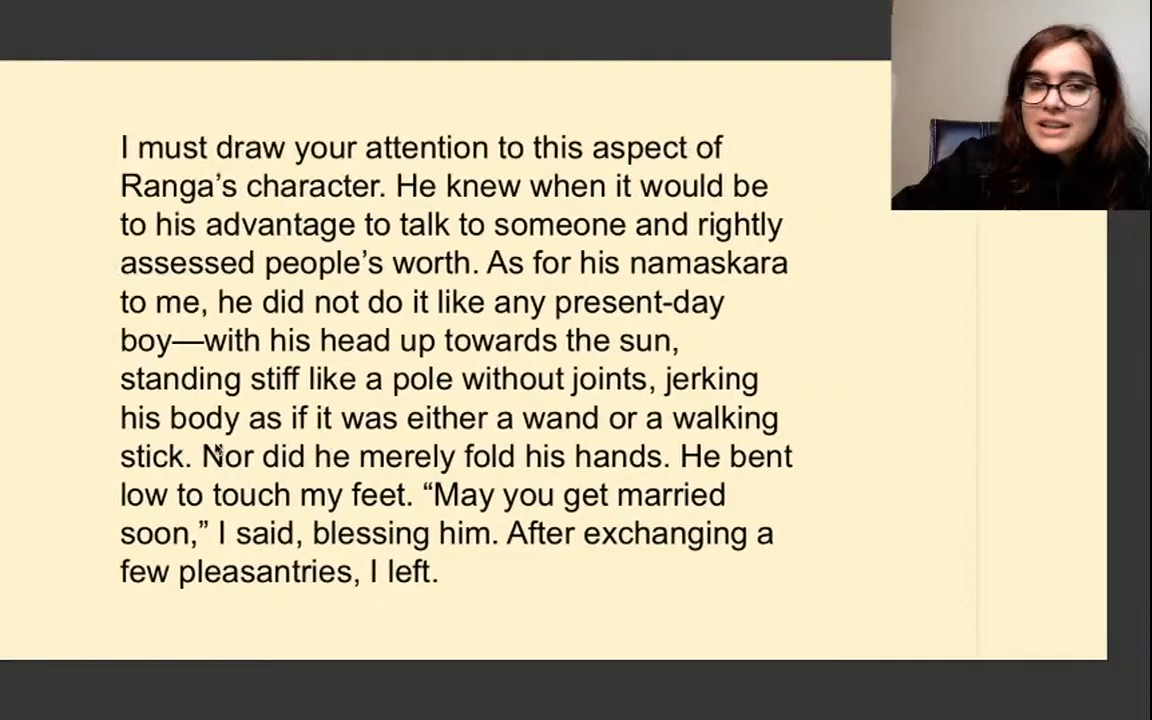 I must draw your attention to this aspect of
Ranga’s character. He knew when it would be
to his advantage to talk to someone and rightly
assessed people’s worth. As for his namaskara
to me, he did not do it like any present-day
boy—with his head up towards the sun,
standing stiff like a pole without joints, jerking
his body as if it was either a wand or a walking
stick. Nor did he merely fold his hands. He bent
low to touch my feet. “May you get married
soon,” I said, blessing him. After exchanging a
few pleasantries, I left.